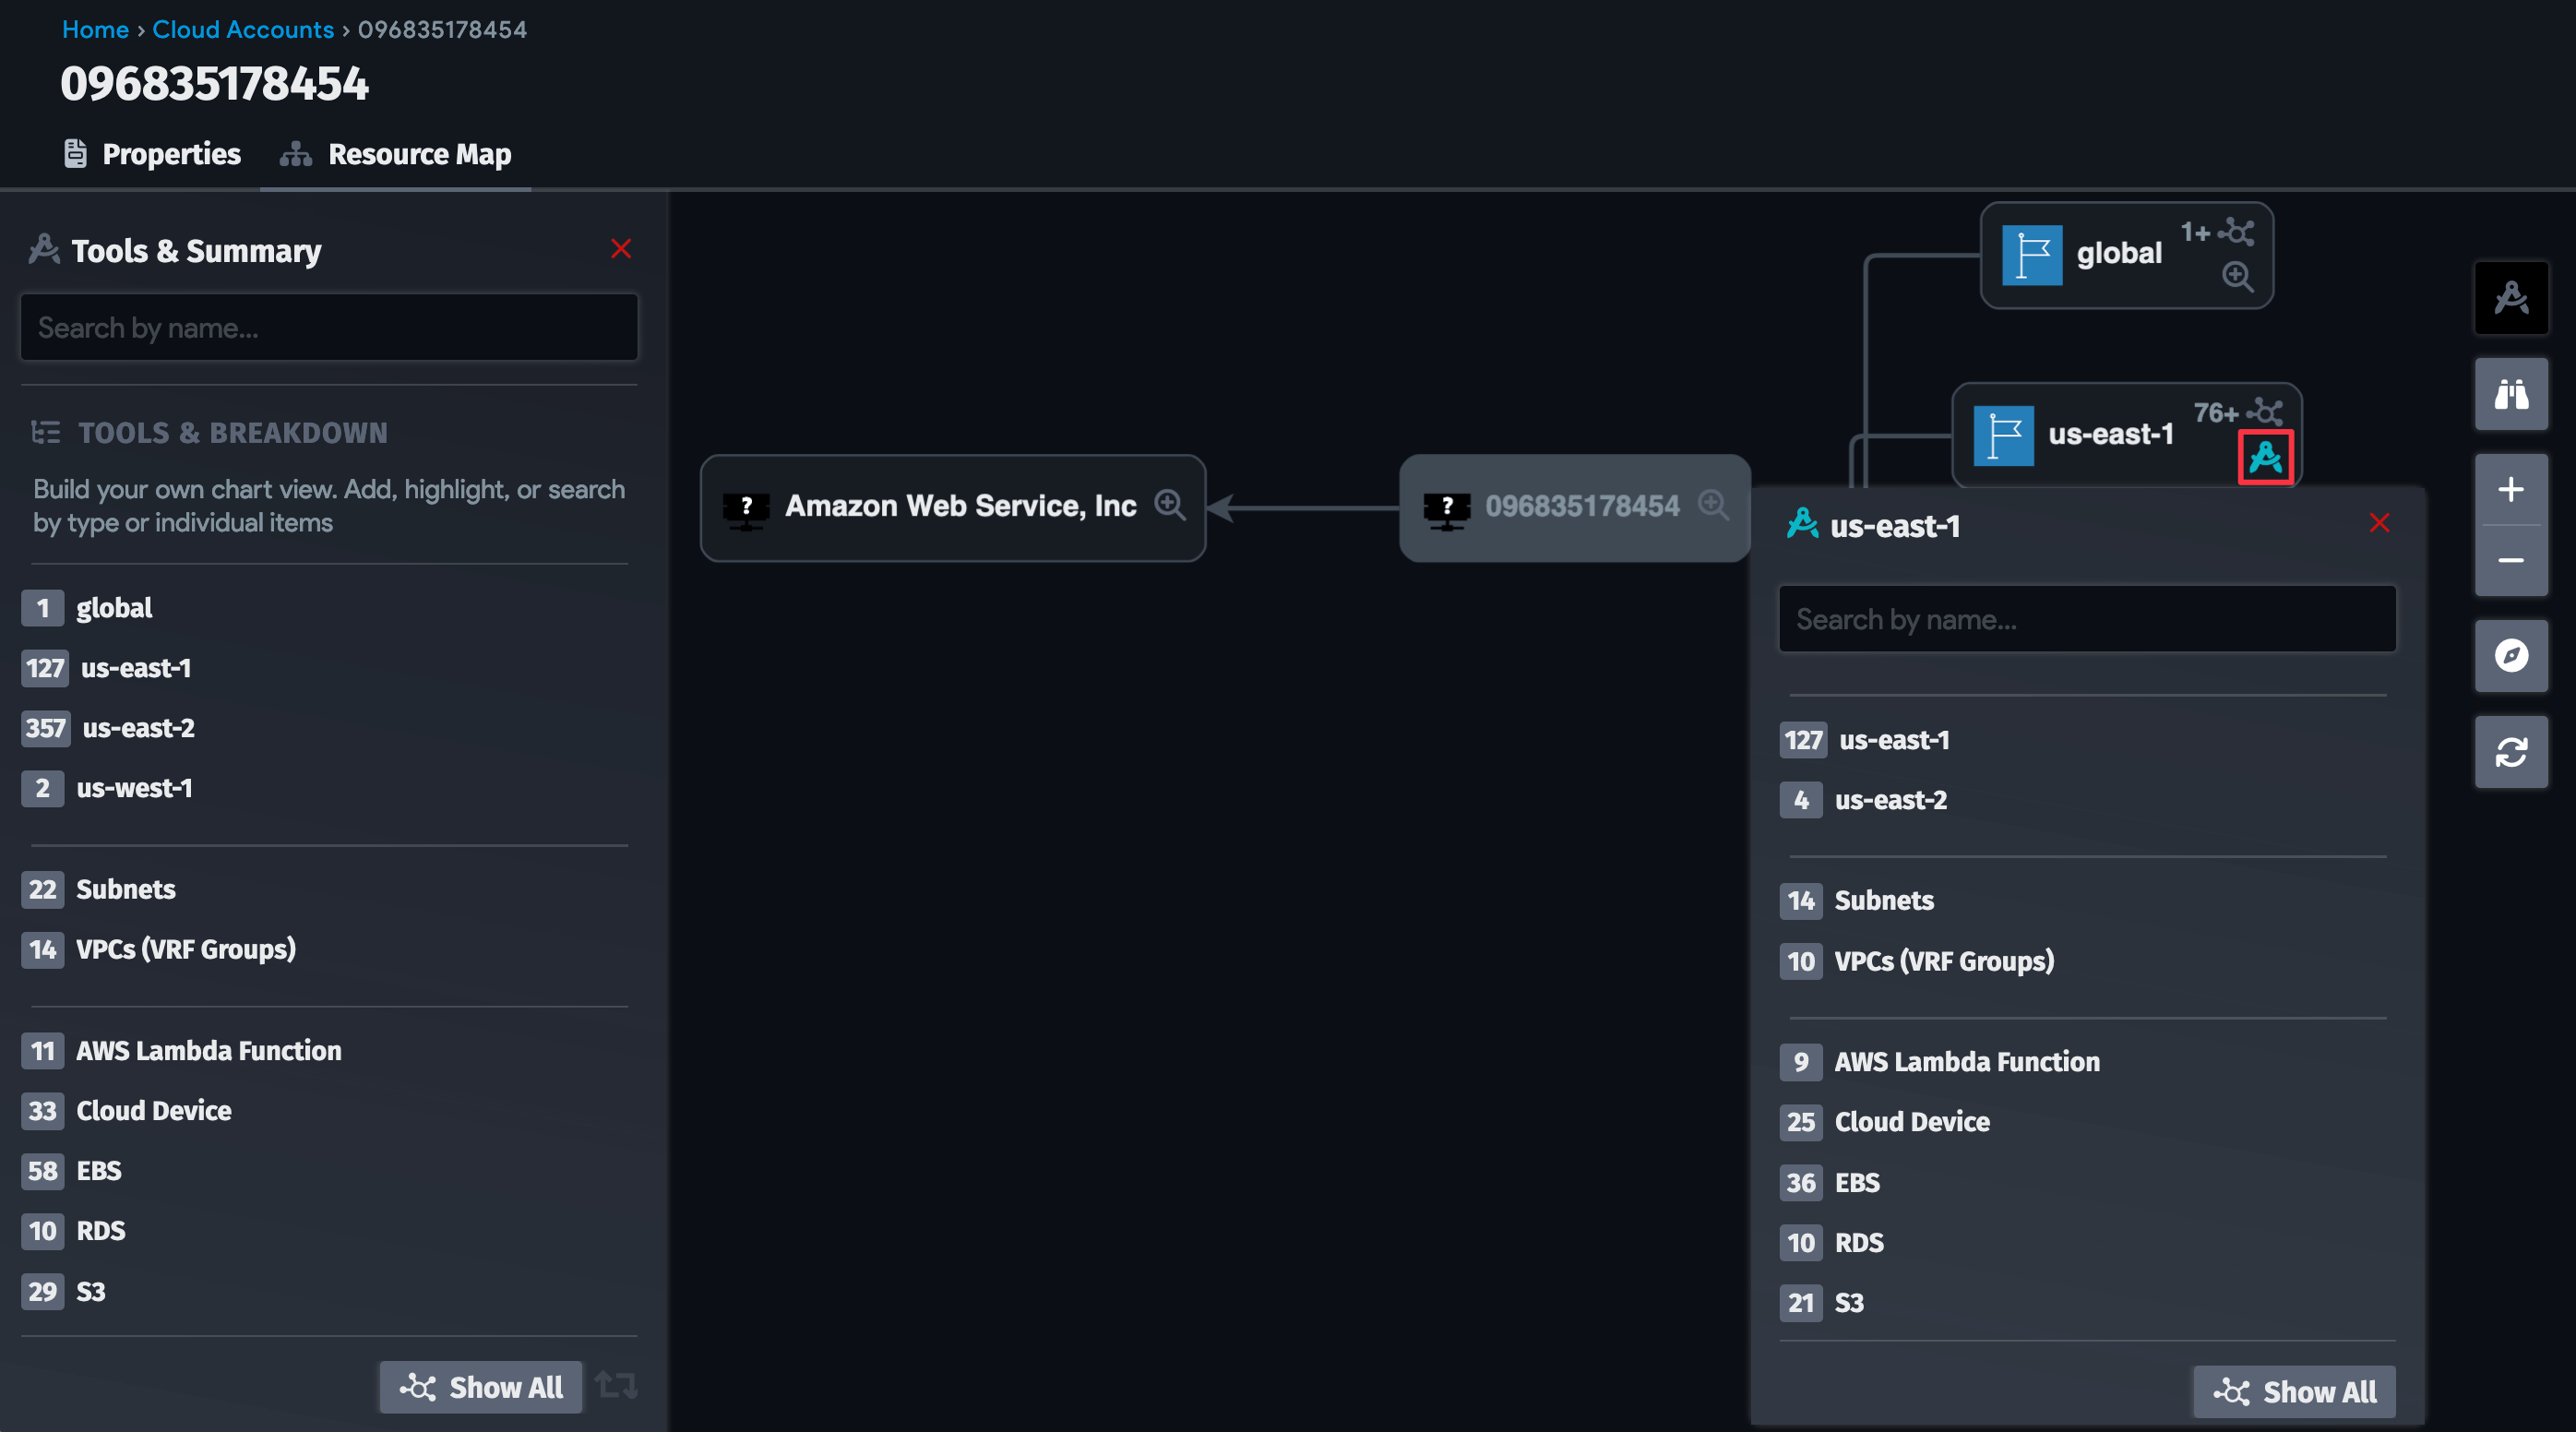 Home › Cloud Accounts › 096835178454
096835178454
Properties
Resource Map
Tools & Summary
Search by name...
TOOLS & BREAKDOWN
Build your own chart view. Add, highlight, or search
by type or individual items
1 global
127 us-east-1
357 us-east-2
2 us-west-1
22 Subnets
14 VPCs (VRF Groups)
11 AWS Lambda Function
33 Cloud Device
58 EBS
10 RDS
29 S3
Show All
? Amazon Web Service, Inc
? 096835178454
global 1+
us-east-1 76+
us-east-1
Search by name...
127 us-east-1
4 us-east-2
14 Subnets
10 VPCs (VRF Groups)
9 AWS Lambda Function
25 Cloud Device
36 EBS
10 RDS
21 S3
Show All